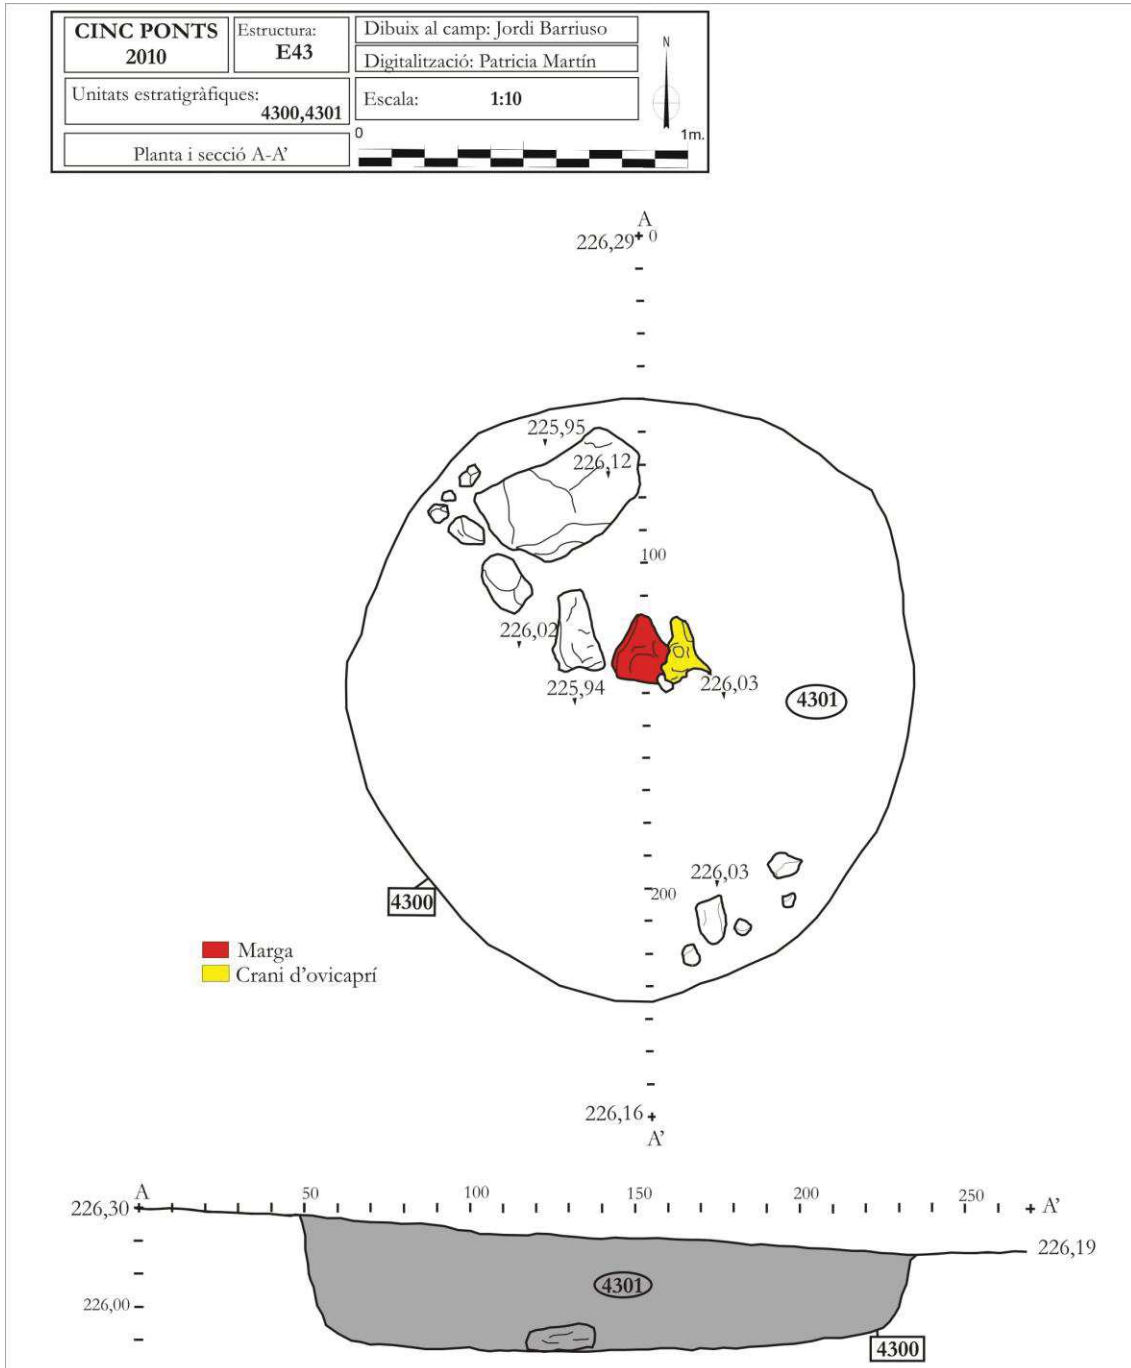 CINC PONTS
2010
Estructura:
E43
Dibuix al camp: Jordi Barriuso
Digitalització: Patricia Martín
N
Unitats estratigràfiques:
4300,4301
Escala: 1:10
Planta i secció A-A'
0 1m.
A
226,29 0
225,95
226,12
100
226,02
225,94
226,03
4301
226,03
200
4300
Marga
Crani d'ovicaprí
226,16
A'
A 50 100 150 200 250 A'
226,30
226,19
4301
226,00
4300